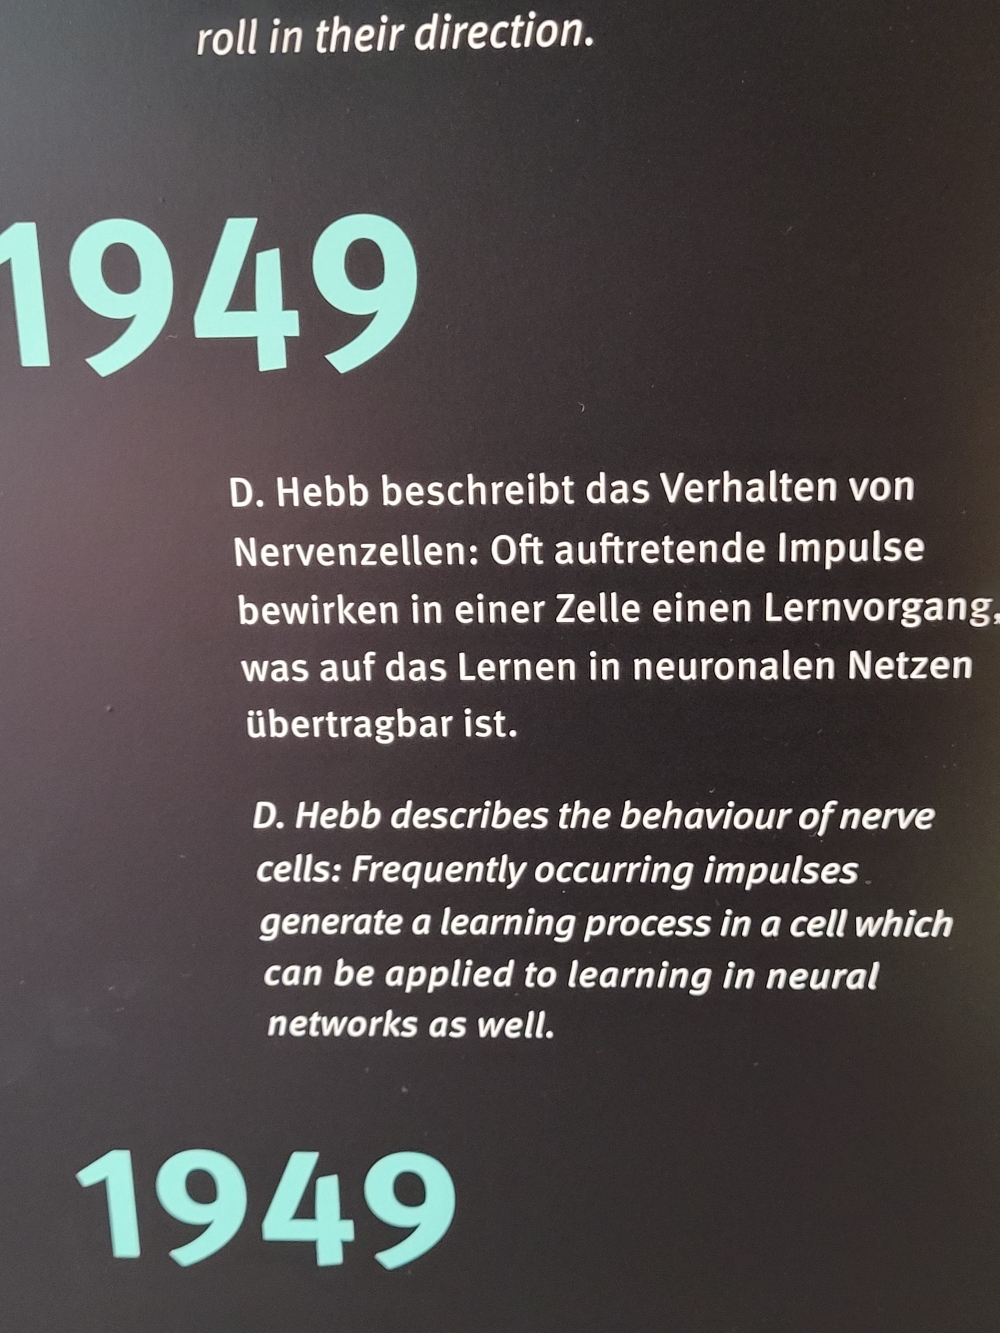 roll in their direction.
1949
D. Hebb beschreibt das Verhalten von
Nervenzellen: Oft auftretende Impulse
bewirken in einer Zelle einen Lernvorgang,
was auf das Lernen in neuronalen Netzen
übertragbar ist.
D. Hebb describes the behaviour of nerve
cells: Frequently occurring impulses
generate a learning process in a cell which
can be applied to learning in neural
networks as well.
1949